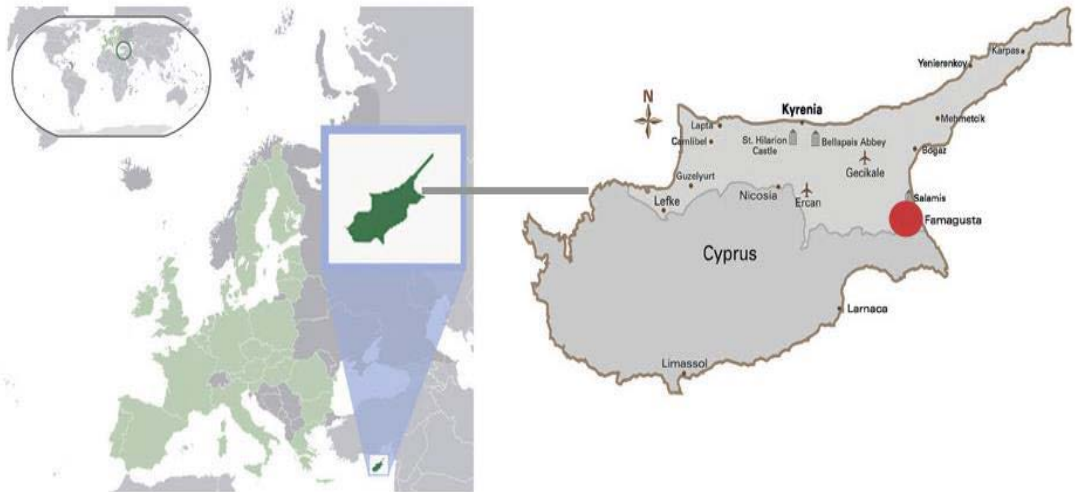 N
Karpas
Yenierenkoy
Kyrenia
Mehmetcik
Lapta
Camlibel
St. Hilarion
Castle
Bellapais Abbey
Bogaz
Gecikale
Guzelyurt
Nicosia
Ercan
Salamis
Lefke
Famagusta
Cyprus
Larnaca
Limassol